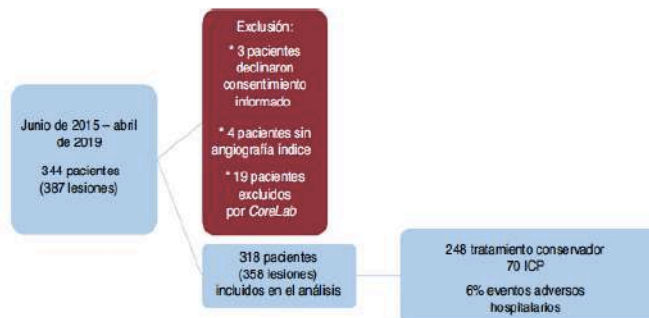 Exclusión:
* 3 pacientes
declinaron
consentimiento
informado
* 4 pacientes sin
angiografía índice
* 19 pacientes
excluidos
por CoreLab
Junio de 2015 – abril
de 2019
344 pacientes
(387 lesiones)
318 pacientes
(358 lesiones)
incluidos en el análisis
248 tratamiento conservador
70 ICP
6% eventos adversos
hospitalarios